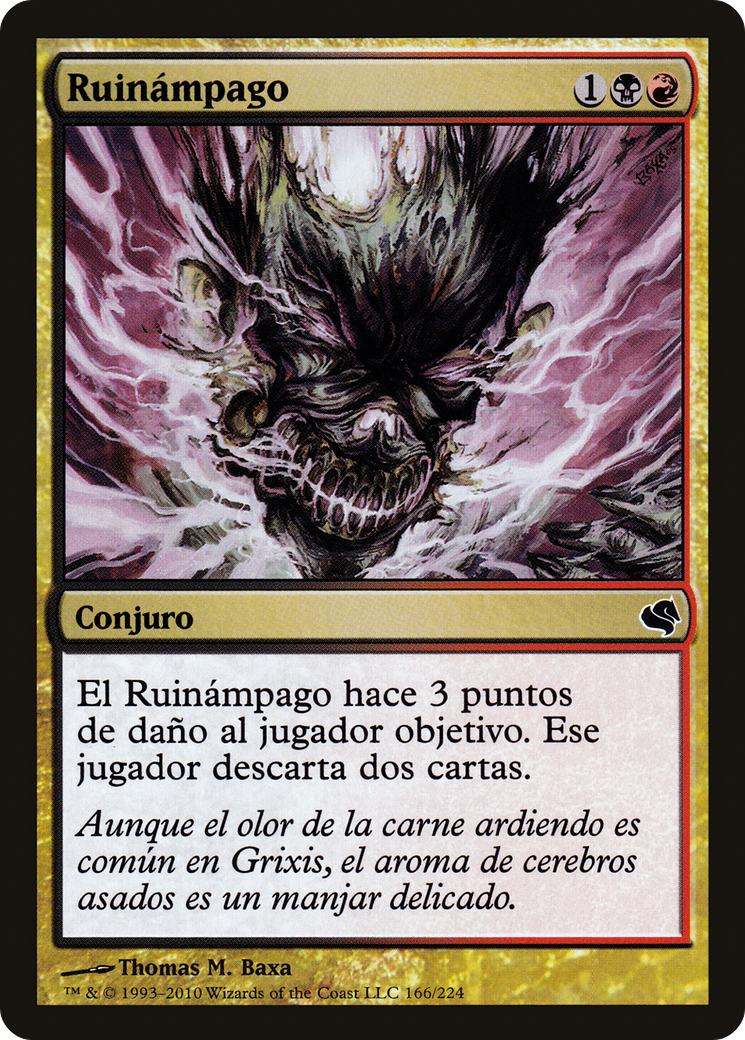 Ruinámpago 1
BAXA
Conjuro
El Ruinámpago hace 3 puntos
de daño al jugador objetivo. Ese
jugador descarta dos cartas.
Aunque el olor de la carne ardiendo es
común en Grixis, el aroma de cerebros
asados es un manjar delicado.
Thomas M. Baxa
™ & © 1993–2010 Wizards of the Coast LLC 166/224